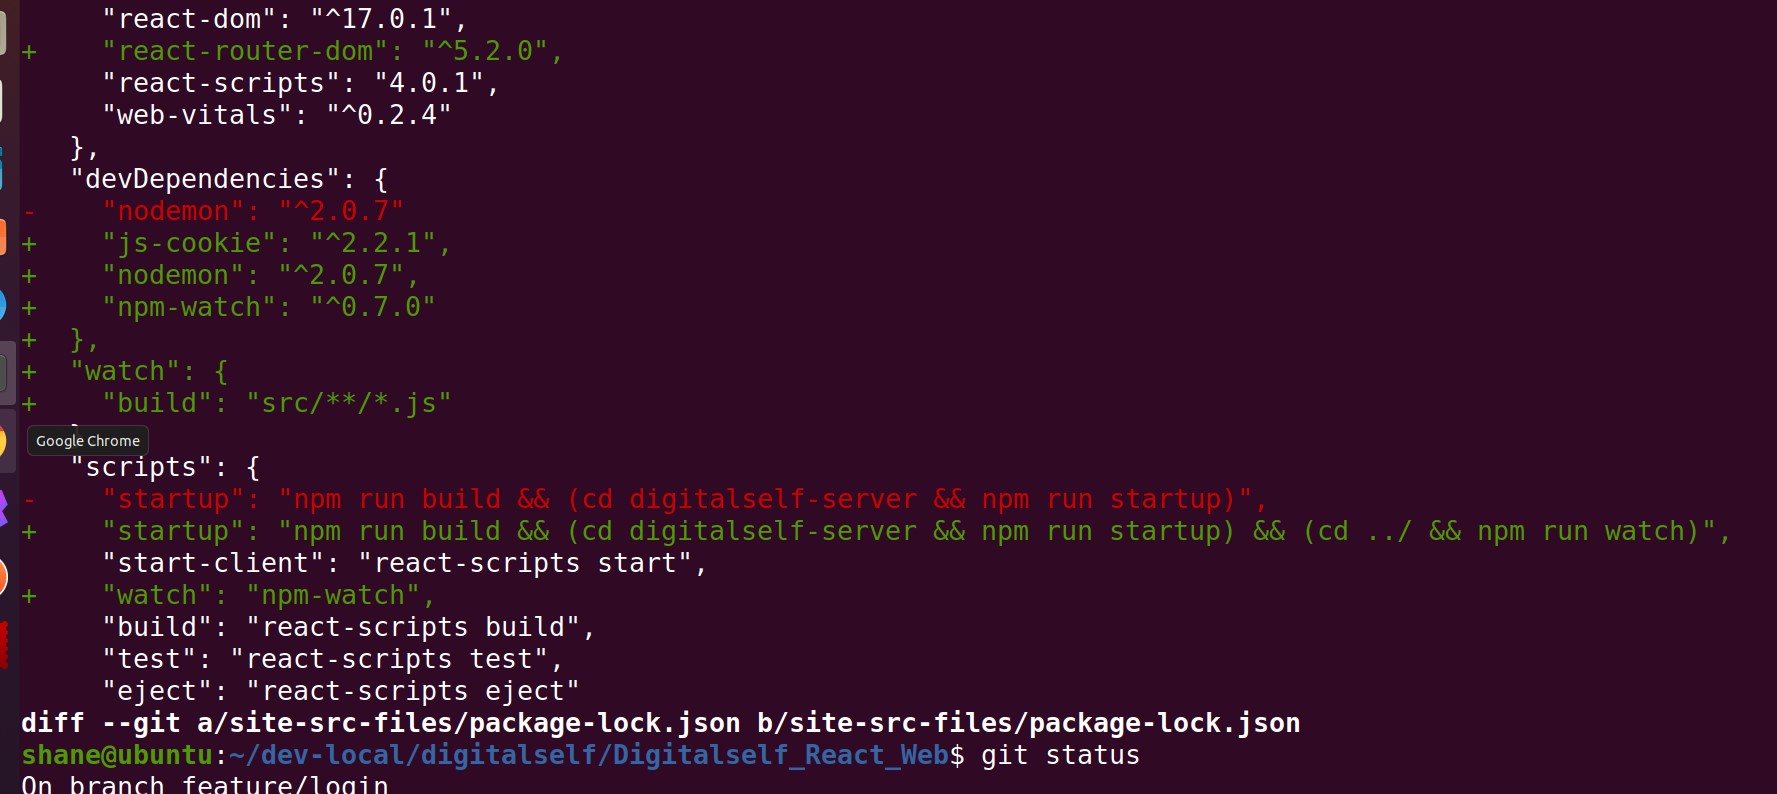 "react-dom": "^17.0.1",
+    "react-router-dom": "^5.2.0",
     "react-scripts": "4.0.1",
     "web-vitals": "^0.2.4"
   },
   "devDependencies": {
-    "nodemon": "^2.0.7"
+    "js-cookie": "^2.2.1",
+    "nodemon": "^2.0.7",
+    "npm-watch": "^0.7.0"
+  },
+  "watch": {
+    "build": "src/**/*.js"
Google Chrome
   "scripts": {
-    "startup": "npm run build && (cd digitalself-server && npm run startup)",
+    "startup": "npm run build && (cd digitalself-server && npm run startup) && (cd ../ && npm run watch)",
     "start-client": "react-scripts start",
+    "watch": "npm-watch",
     "build": "react-scripts build",
     "test": "react-scripts test",
     "eject": "react-scripts eject"
diff --git a/site-src-files/package-lock.json b/site-src-files/package-lock.json
shane@ubuntu:~/dev-local/digitalself/Digitalself_React_Web$ git status
On branch feature/login